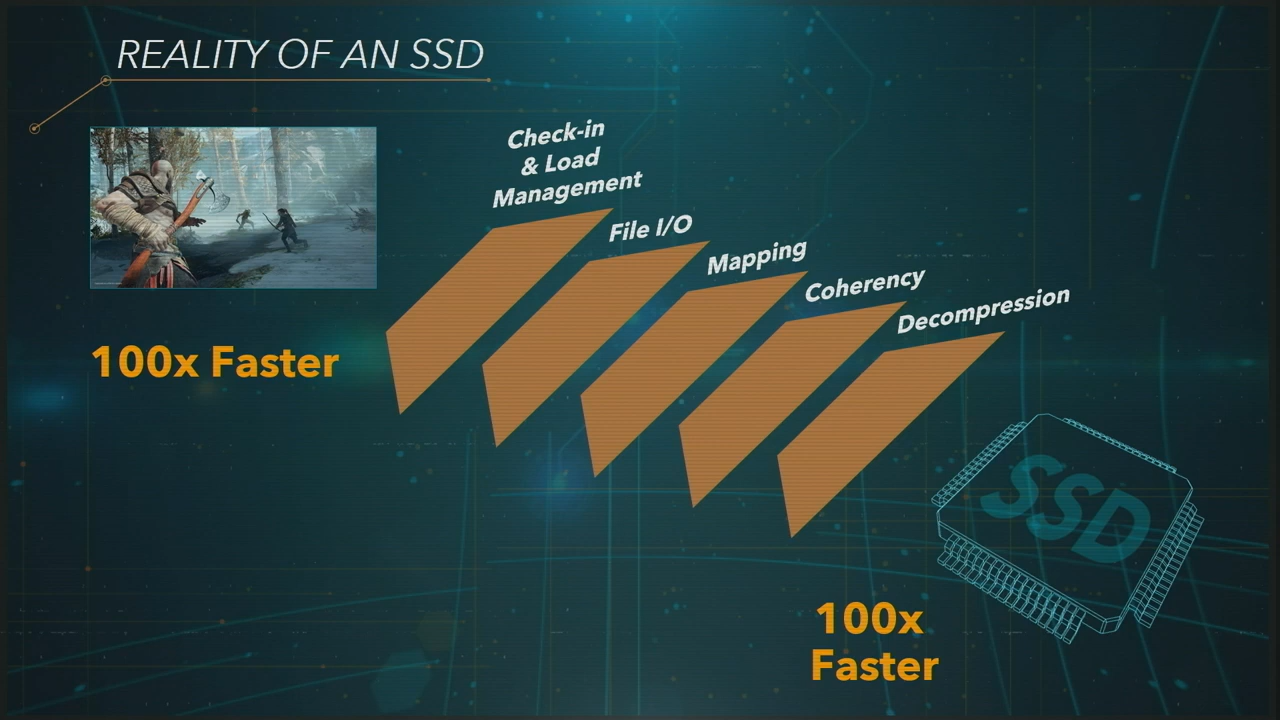 REALITY OF AN SSD
Check-in
& Load
Management
File I/O
Mapping
Coherency
Decompression
100x Faster
SSD
100x
Faster